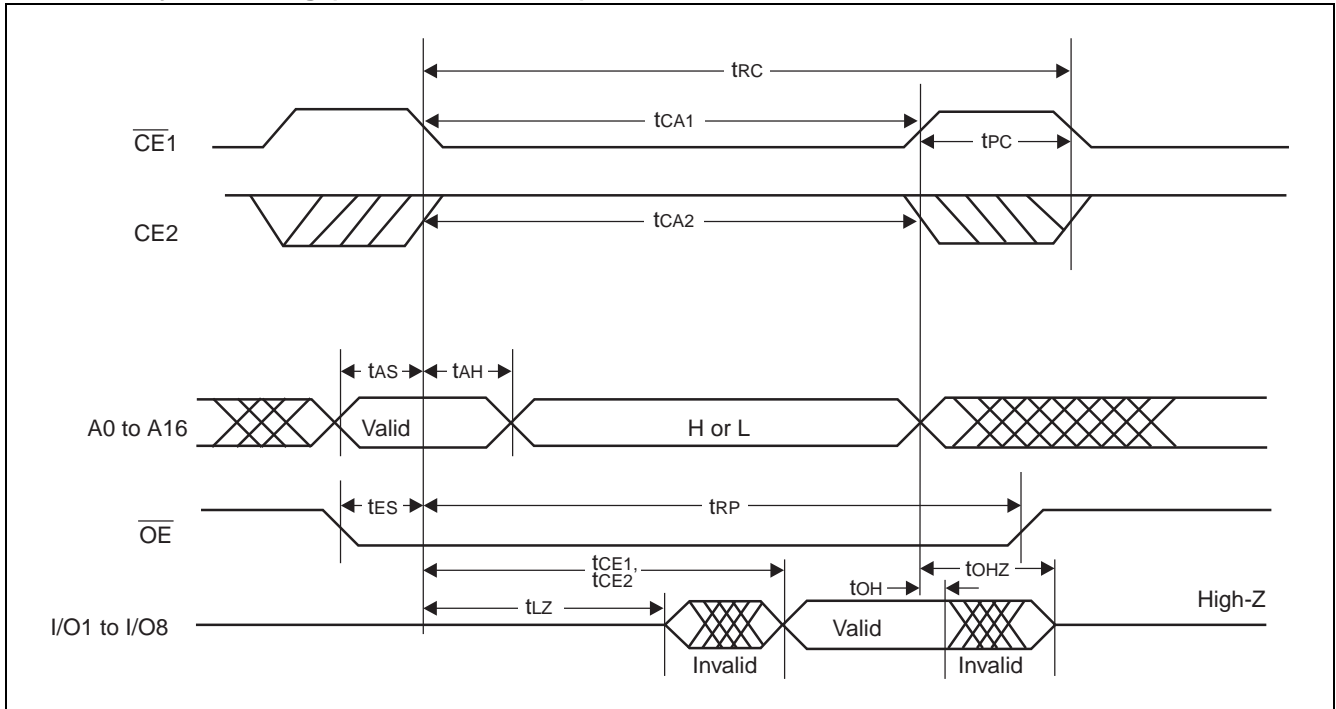 tRC
tCA1
CE1
tPC
tCA2
CE2
tAS
tAH
A0 to A16
Valid
H or L
tES
tRP
OE
tCE1,
tCE2
tOHZ
tOH
tLZ
High-Z
I/O1 to I/O8
Valid
Invalid
Invalid